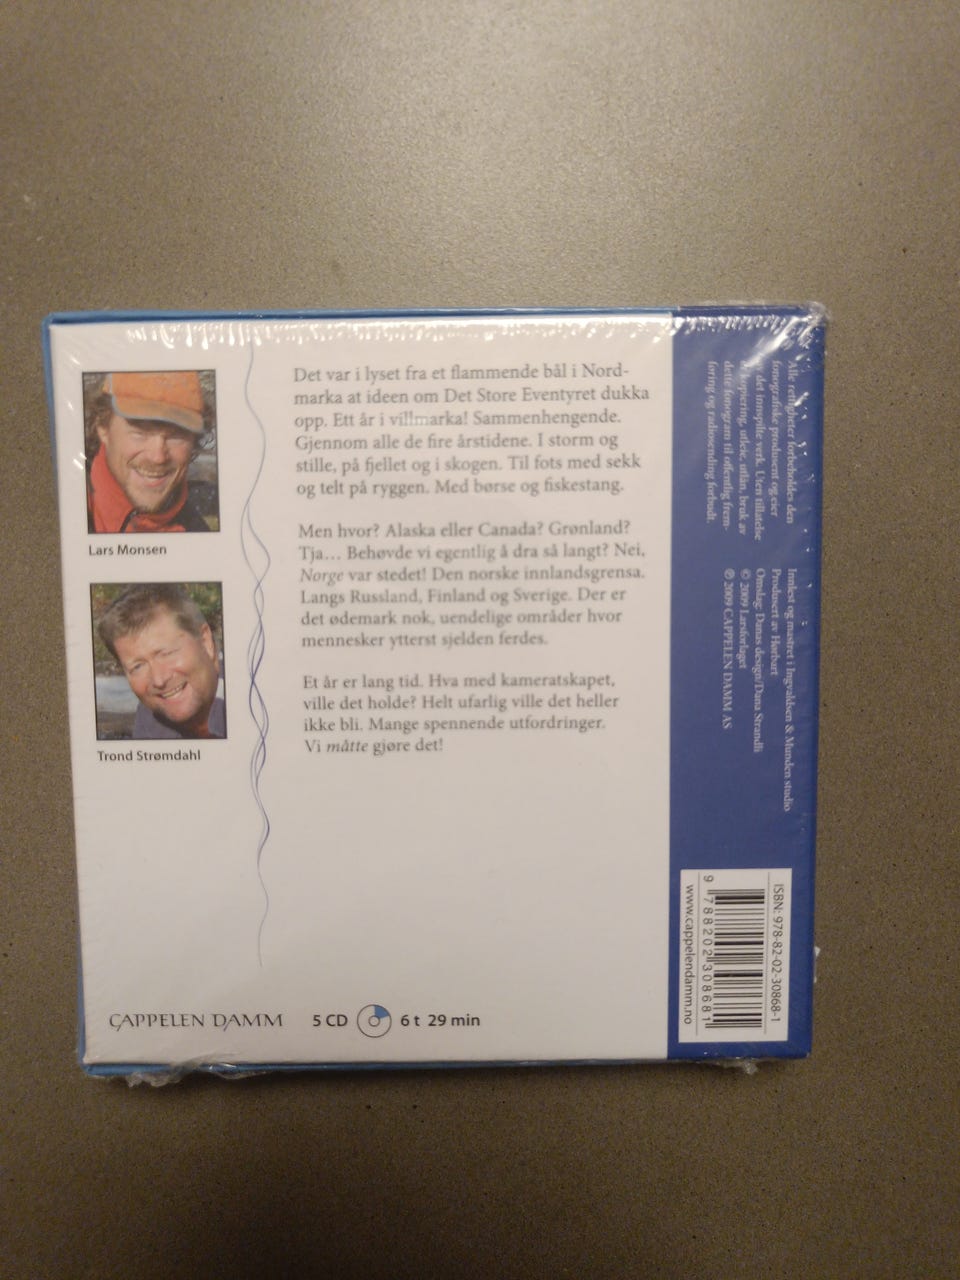 Lars Monsen
Trond Strømdahl
Det var i lyset fra et flammende bål i Nord-
marka at ideen om Det Store Eventyret dukka
opp. Ett år i villmarka! Sammenhengende.
Gjennom alle de fire årstidene. I storm og
stille, på fjellet og i skogen. Til fots med sekk
og telt på ryggen. Med børse og fiskestang.
Men hvor? Alaska eller Canada? Grønland?
Tja… Behøvde vi egentlig å dra så langt? Nei,
Norge var stedet! Den norske innlandsgrensa.
Langs Russland, Finland og Sverige. Der er
det ødemark nok, uendelige områder hvor
mennesker ytterst sjelden ferdes.
Et år er lang tid. Hva med kameratskapet,
ville det holde? Helt ufarlig ville det heller
ikke bli. Mange spennende utfordringer.
Vi måtte gjøre det!
CAPPELEN DAMM 5 CD 6 t 29 min
Alle rettigheter forbeholdes den
fonografiske produsent og eier
av det innspilte verk. Uten tillatelse
er kopiering, utleie, utlån, bruk av
dette fonogram til offentlig frem-
føring og radiosending forbudt.
Innlest og mastret i Ingvaldsen & Munden studio
Produsert av Hørbart
Omslag: Danas design/Dana Strandli
© 2009 Larsforlaget
℗ 2009 CAPPELEN DAMM AS
ISBN: 978-82-02-30868-1
9 788202 308681
www.cappelendamm.no